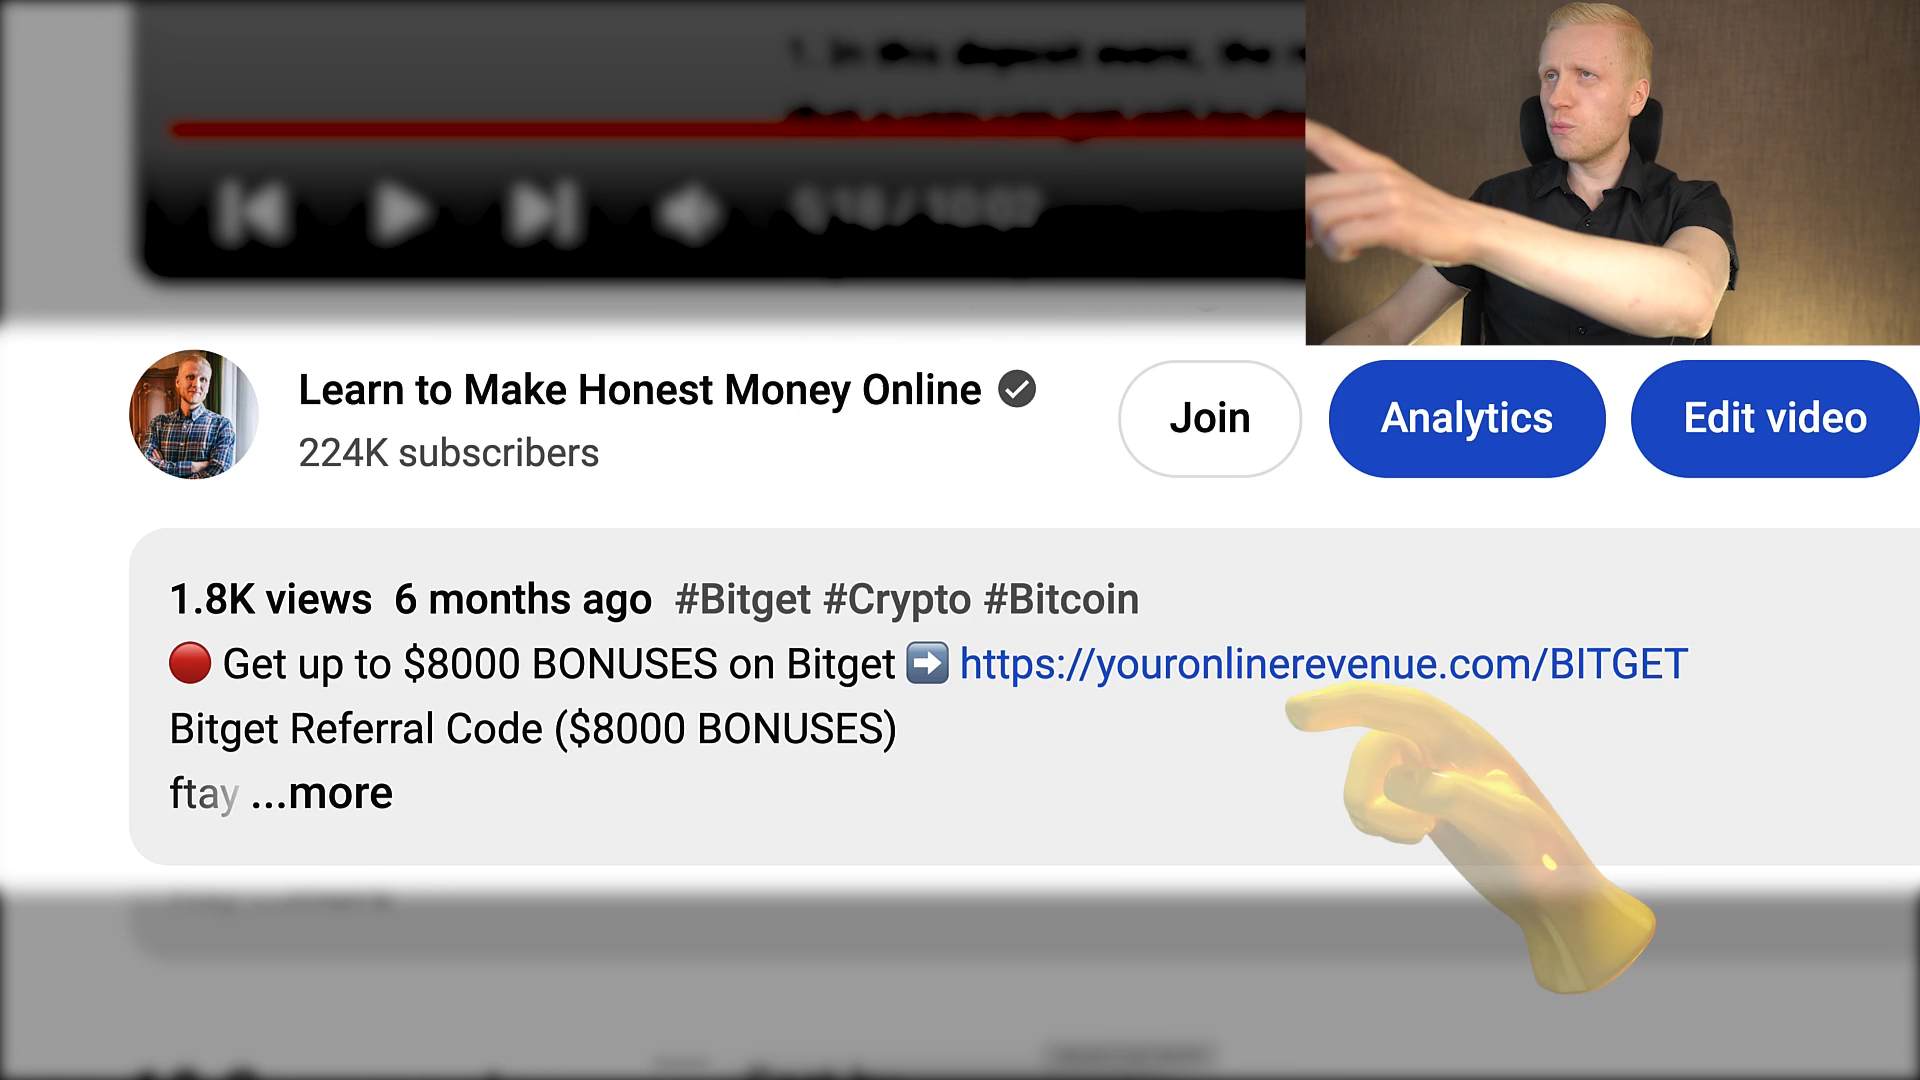 Learn to Make Honest Money Online
224K subscribers
Join
Analytics
Edit video
1.8K views 6 months ago #Bitget #Crypto #Bitcoin
🔴 Get up to $8000 BONUSES on Bitget ➡️ https://youronlinerevenue.com/BITGET
Bitget Referral Code ($8000 BONUSES)
ftay ...more